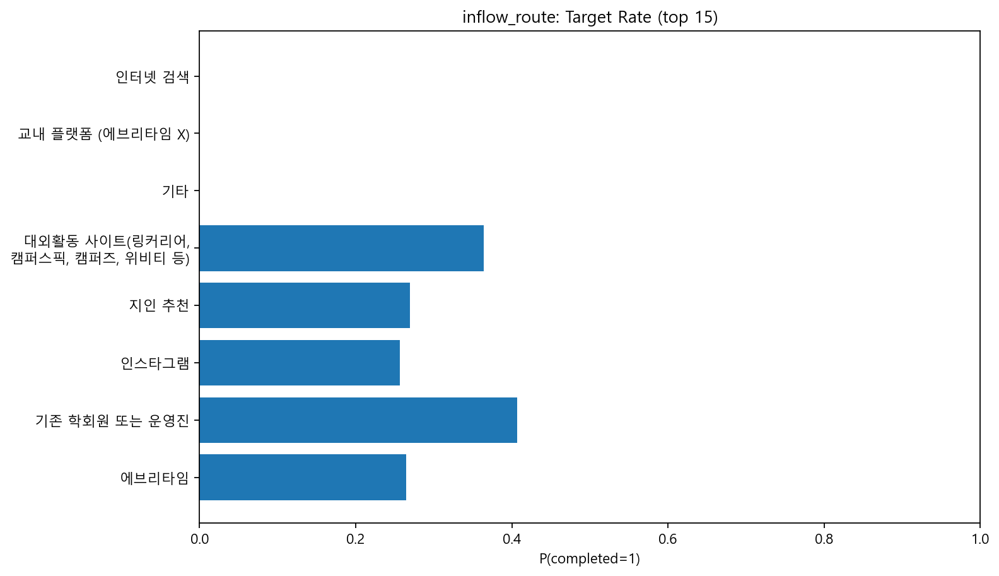 inflow_route: Target Rate (top 15)
인터넷 검색
교내 플랫폼 (에브리타임 X)
기타
대외활동 사이트(링커리어,
캠퍼스픽, 캠퍼즈, 위비티 등)
지인 추천
인스타그램
기존 학회원 또는 운영진
에브리타임
0.0 0.2 0.4 0.6 0.8 1.0
P(completed=1)